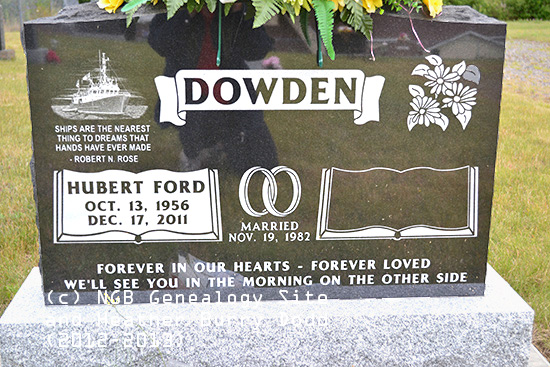 DOWDEN
SHIPS ARE THE NEAREST
THING TO DREAMS THAT
HANDS HAVE EVER MADE
- ROBERT N. ROSE
HUBERT FORD
OCT. 13, 1956
DEC. 17, 2011
MARRIED
NOV. 19, 1982
FOREVER IN OUR HEARTS - FOREVER LOVED
WE'LL SEE YOU IN THE MORNING ON THE OTHER SIDE
(c) NGB Genealogy Site
(2012-2013)